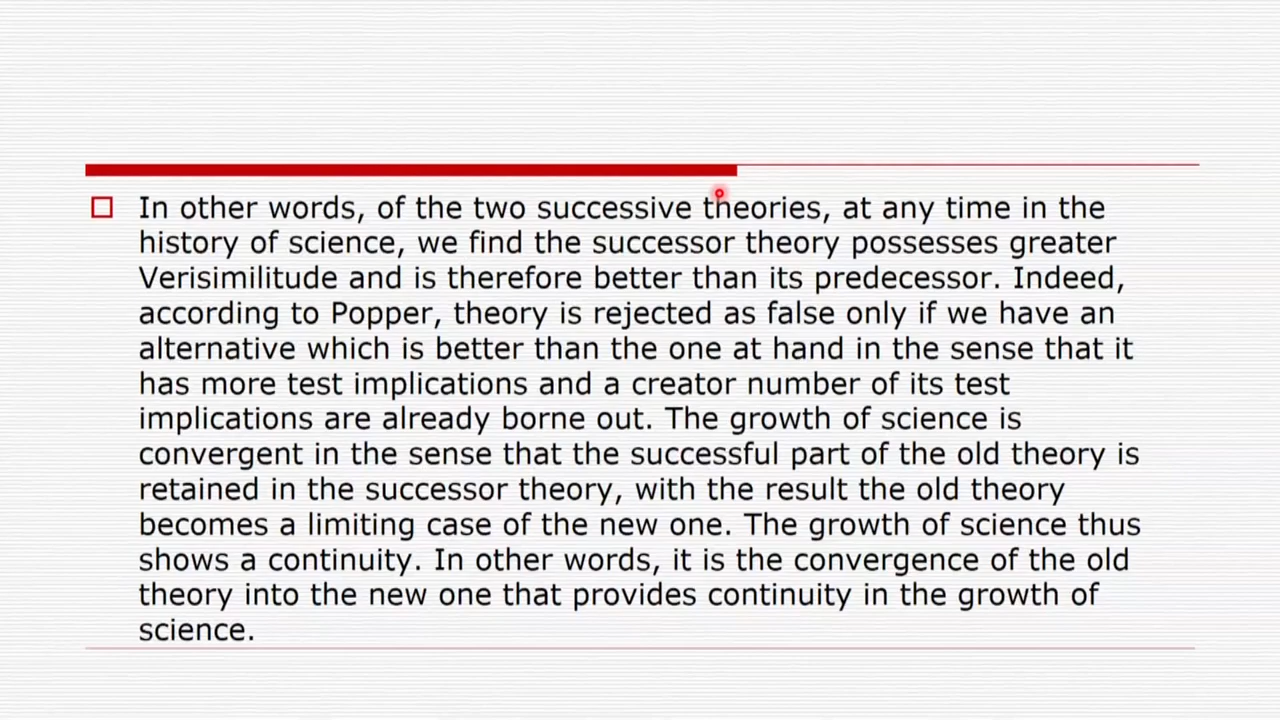 In other words, of the two successive theories, at any time in the
history of science, we find the successor theory possesses greater
Verisimilitude and is therefore better than its predecessor. Indeed,
according to Popper, theory is rejected as false only if we have an
alternative which is better than the one at hand in the sense that it
has more test implications and a creator number of its test
implications are already borne out. The growth of science is
convergent in the sense that the successful part of the old theory is
retained in the successor theory, with the result the old theory
becomes a limiting case of the new one. The growth of science thus
shows a continuity. In other words, it is the convergence of the old
theory into the new one that provides continuity in the growth of
science.